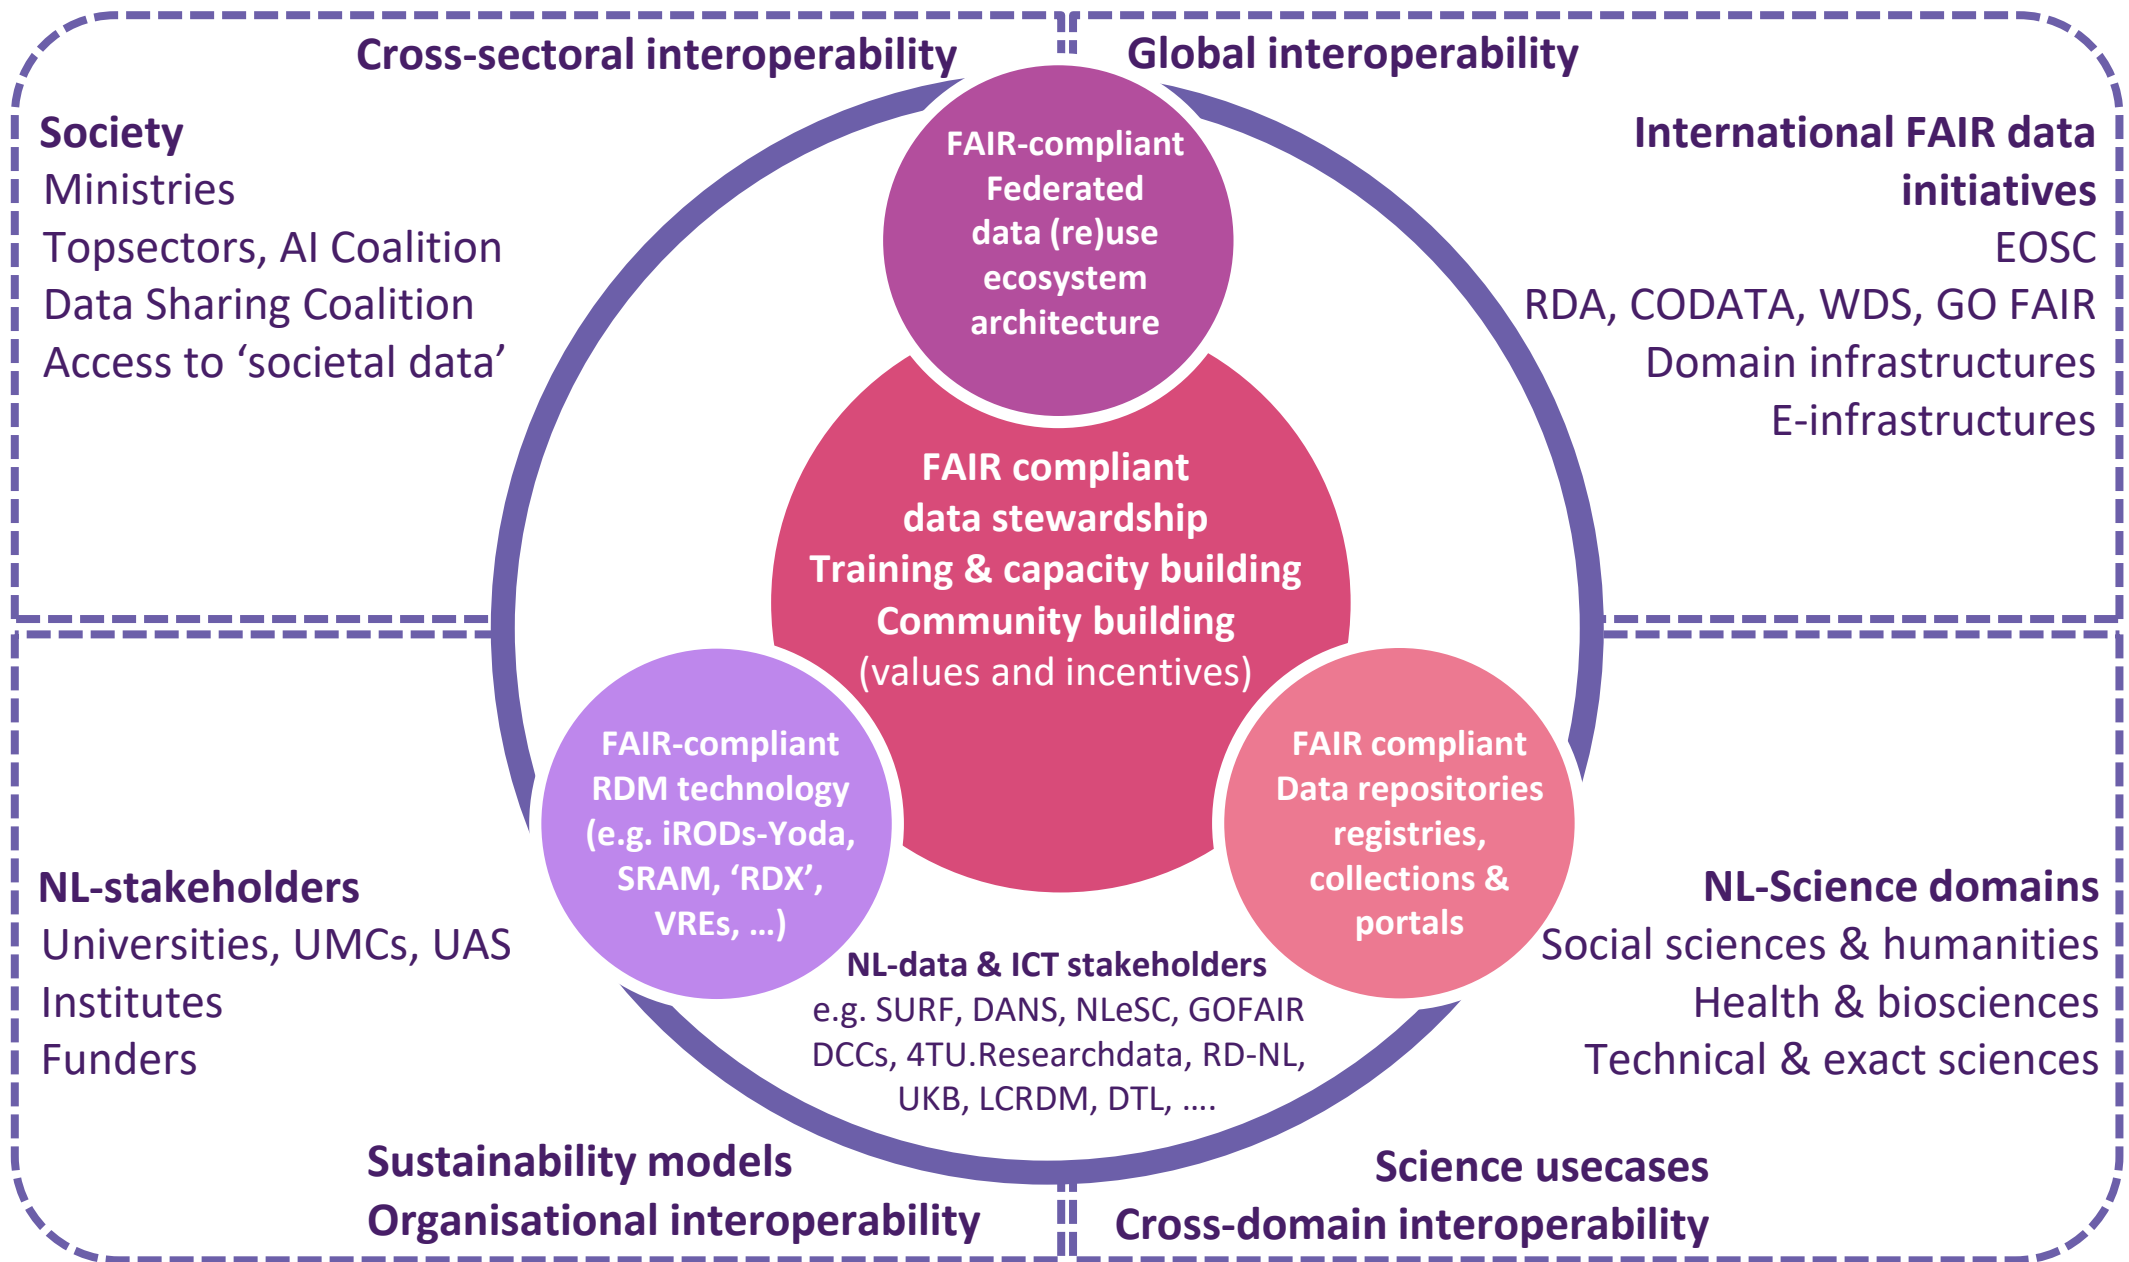 Cross-sectoral interoperability
Society
Ministries
Topsectors, AI Coalition
Data Sharing Coalition
Access to ‘societal data’
Global interoperability
International FAIR data
initiatives
EOSC
RDA, CODATA, WDS, GO FAIR
Domain infrastructures
E-infrastructures
FAIR-compliant
Federated
data (re)use
ecosystem
architecture
FAIR compliant
data stewardship
Training & capacity building
Community building
(values and incentives)
FAIR-compliant
RDM technology
(e.g. iRODs-Yoda,
SRAM, ‘RDX’,
VREs, ...)
FAIR compliant
Data repositories
registries,
collections &
portals
NL-data & ICT stakeholders
e.g. SURF, DANS, NLeSC, GOFAIR
DCCs, 4TU.Researchdata, RD-NL,
UKB, LCRDM, DTL, ....
NL-stakeholders
Universities, UMCs, UAS
Institutes
Funders
Sustainability models
Organisational interoperability
NL-Science domains
Social sciences & humanities
Health & biosciences
Technical & exact sciences
Science usecases
Cross-domain interoperability